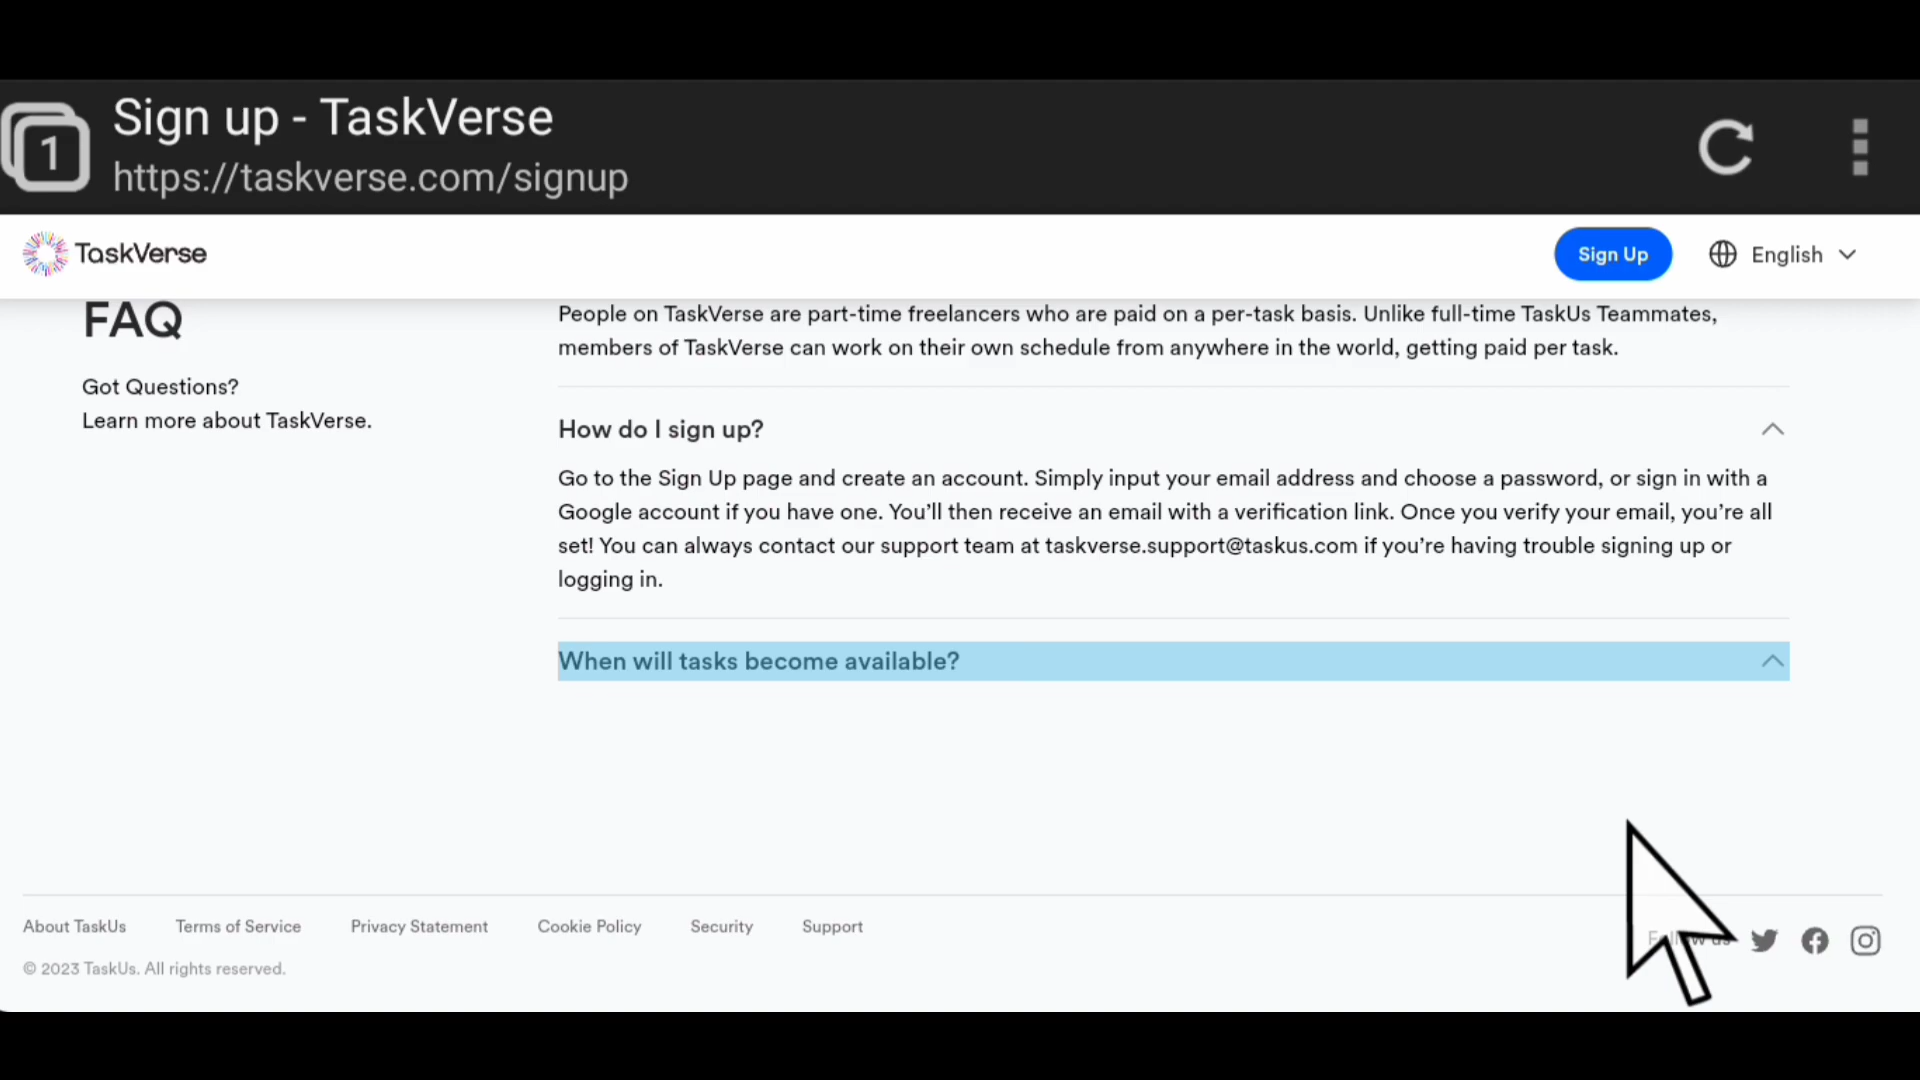 1
Sign up - TaskVerse
https://taskverse.com/signup
TaskVerse
Sign Up
English
FAQ
Got Questions?
Learn more about TaskVerse.
People on TaskVerse are part-time freelancers who are paid on a per-task basis. Unlike full-time TaskUs Teammates,
members of TaskVerse can work on their own schedule from anywhere in the world, getting paid per task.
How do I sign up?
Go to the Sign Up page and create an account. Simply input your email address and choose a password, or sign in with a
Google account if you have one. You’ll then receive an email with a verification link. Once you verify your email, you’re all
set! You can always contact our support team at taskverse.support@taskus.com if you’re having trouble signing up or
logging in.
When will tasks become available?
About TaskUs
Terms of Service
Privacy Statement
Cookie Policy
Security
Support
Follow us
© 2023 TaskUs. All rights reserved.